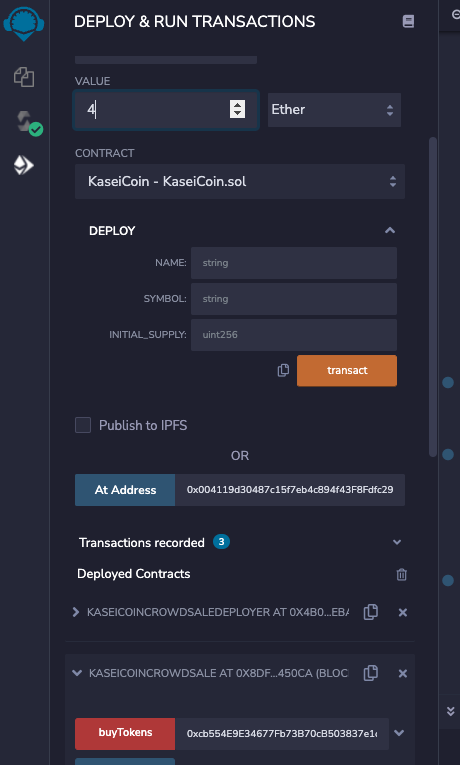 DEPLOY & RUN TRANSACTIONS
VALUE
4
Ether
CONTRACT
KaseiCoin - KaseiCoin.sol
DEPLOY
NAME: string
SYMBOL: string
INITIAL_SUPPLY: uint256
transact
Publish to IPFS
OR
At Address 0x004119d30487c15f7eb4c894f43F8Fdfc29
Transactions recorded 3
Deployed Contracts
KASEICOINCROWDSALEDEPLOYER AT 0X4B0...EBA
KASEICOINCROWDSALE AT 0X8DF...450CA (BLOC
buyTokens 0xcb554E9E34677Fb73B70cB503837e1